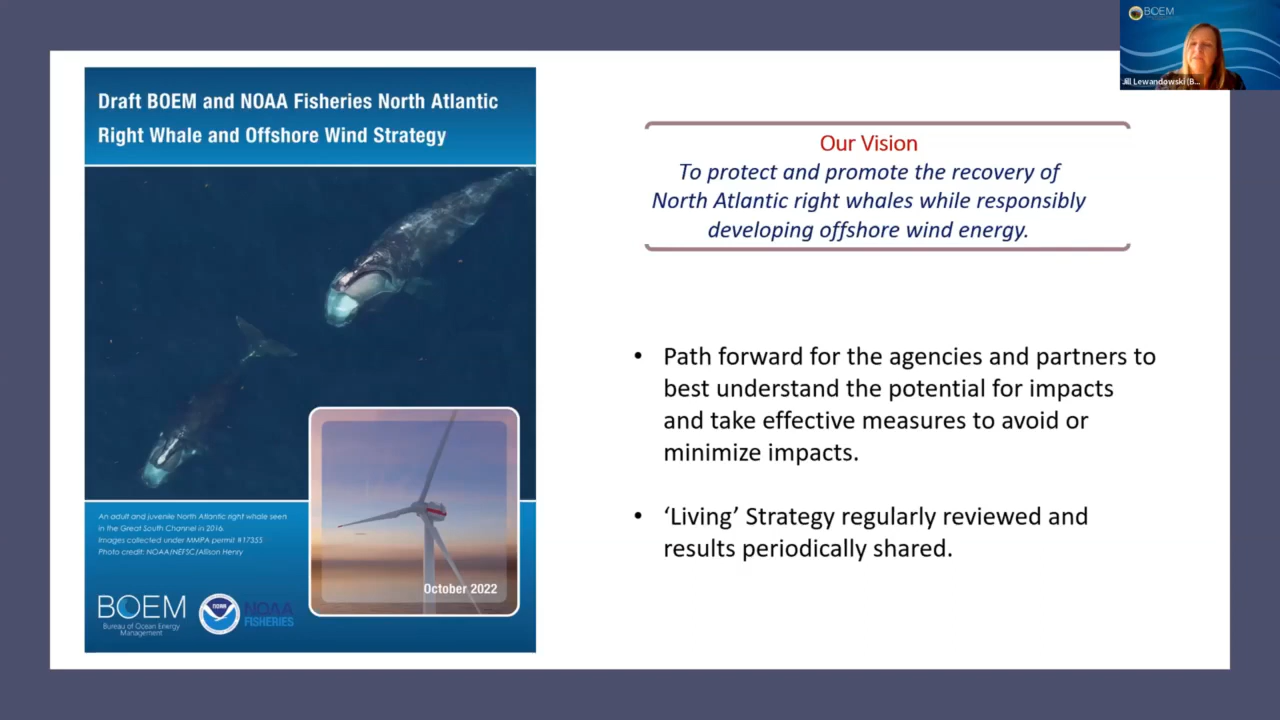 BOEM
Jill Lewandowski (B...
Draft BOEM and NOAA Fisheries North Atlantic
Right Whale and Offshore Wind Strategy
An adult and juvenile North Atlantic right whale seen
in the Great South Channel in 2016.
Images collected under MMPA permit #17355
Photo credit: NOAA/NEFSC/Allison Henry
October 2022
BOEM
Bureau of Ocean Energy
Management
NOAA
FISHERIES
Our Vision
To protect and promote the recovery of
North Atlantic right whales while responsibly
developing offshore wind energy.
• Path forward for the agencies and partners to
best understand the potential for impacts
and take effective measures to avoid or
minimize impacts.
• ‘Living’ Strategy regularly reviewed and
results periodically shared.